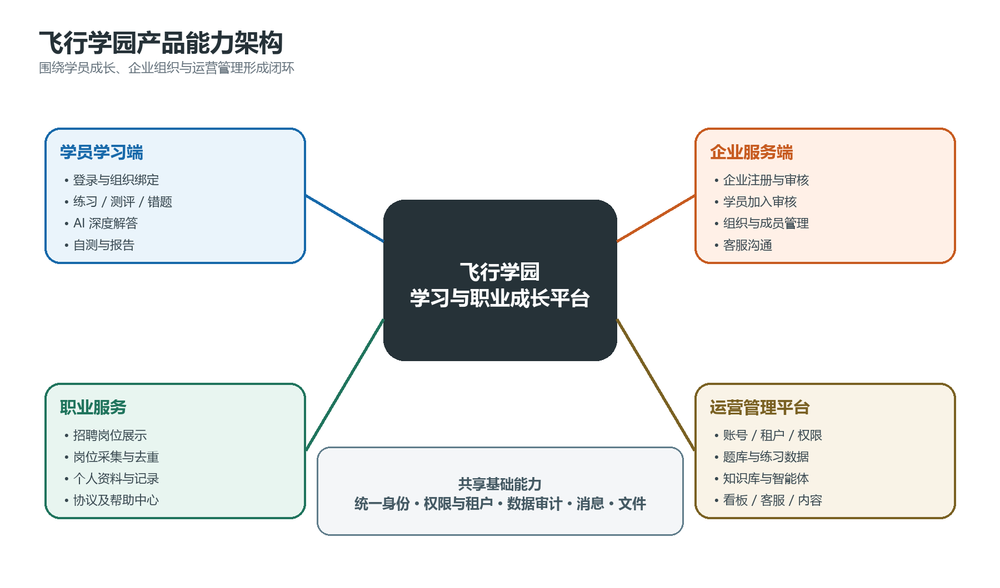 飞行学园产品能力架构
围绕学员成长、企业组织与运营管理形成闭环
学员学习端
• 登录与组织绑定
• 练习 / 测评 / 错题
• AI 深度解答
• 自测与报告
企业服务端
• 企业注册与审核
• 学员加入审核
• 组织与成员管理
• 客服沟通
飞行学园
学习与职业成长平台
职业服务
• 招聘岗位展示
• 岗位采集与去重
• 个人资料与记录
• 协议及帮助中心
运营管理平台
• 账号 / 租户 / 权限
• 题库与练习数据
• 知识库与智能体
• 看板 / 客服 / 内容
共享基础能力
统一身份 • 权限与租户 • 数据审计 • 消息 • 文件